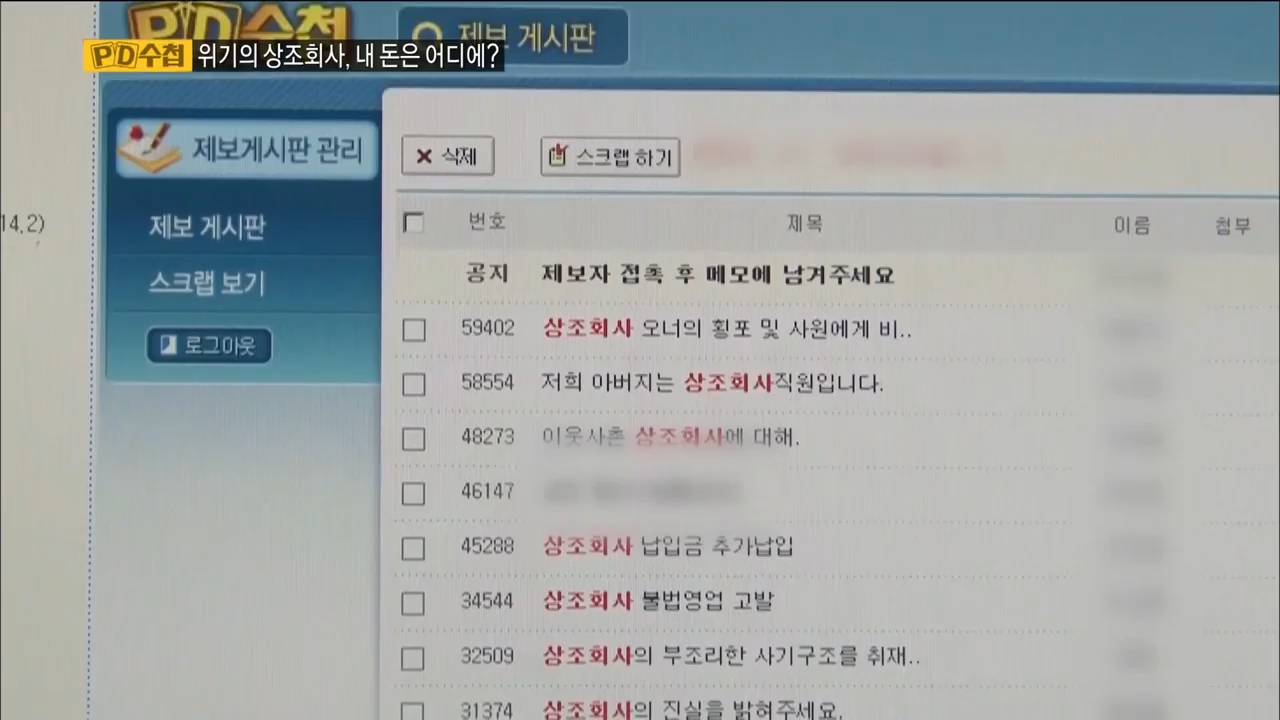 PD수첩
제보 게시판
PD수첩 위기의 상조회사, 내 돈은 어디에?
제보게시판 관리
삭제
스크랩 하기
14.2)
제보 게시판
스크랩 보기
로그아웃
번호 제목 이름 첨부
공지 제보자 접촉 후 메모에 남겨주세요
59402 상조회사 오너의 횡포 및 사원에게 비..
58554 저희 아버지는 상조회사직원입니다.
48273 이웃사촌 상조회사에 대해.
46147
45288 상조회사 납입금 추가납입
34544 상조회사 불법영업 고발
32509 상조회사의 부조리한 사기구조를 취재..
31374 상조회사의 진실을 밝혀주세요.